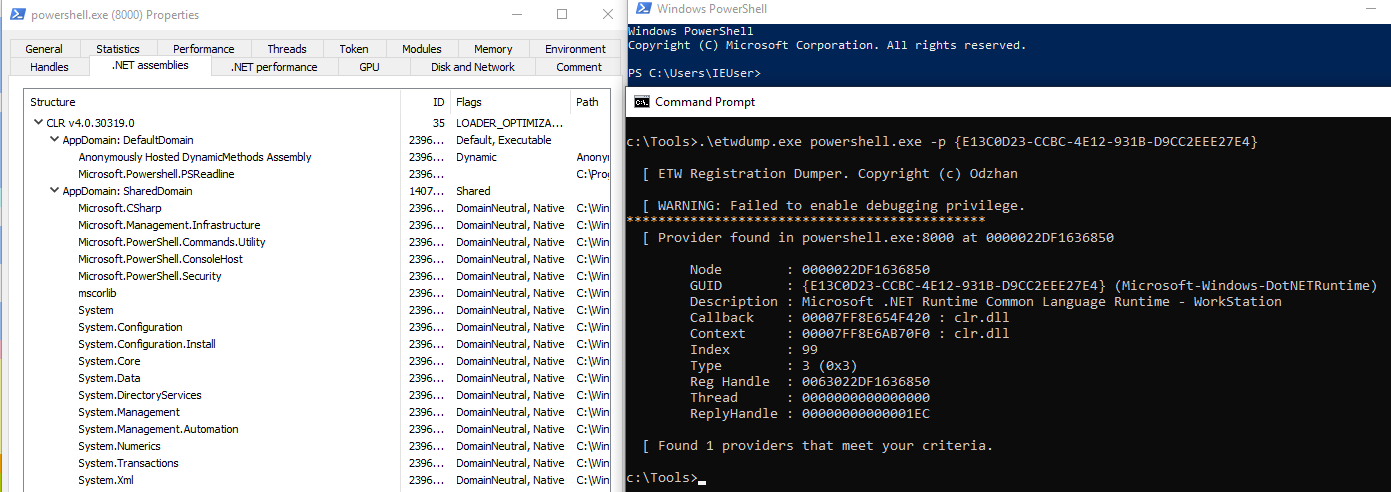 powershell.exe (8000) Properties
General Statistics Performance Threads Token Modules Memory Environment
Handles .NET assemblies .NET performance GPU Disk and Network Comment
Structure ID Flags Path
CLR v4.0.30319.0 35 LOADER_OPTIMIZA...
AppDomain: DefaultDomain 2396... Default, Executable
Anonymously Hosted DynamicMethods Assembly 2396... Dynamic Anony
Microsoft.Powershell.PSReadline 2396... C:\Prog
AppDomain: SharedDomain 1407... Shared
Microsoft.CSharp 2396... DomainNeutral, Native C:\Win
Microsoft.Management.Infrastructure 2396... DomainNeutral, Native C:\Win
Microsoft.PowerShell.Commands.Utility 2396... DomainNeutral, Native C:\Win
Microsoft.PowerShell.ConsoleHost 2396... DomainNeutral, Native C:\Win
Microsoft.PowerShell.Security 2396... DomainNeutral, Native C:\Win
mscorlib 2396... DomainNeutral, Native C:\Win
System 2396... DomainNeutral, Native C:\Win
System.Configuration 2396... DomainNeutral, Native C:\Win
System.Configuration.Install 2396... DomainNeutral, Native C:\Win
System.Core 2396... DomainNeutral, Native C:\Win
System.Data 2396... DomainNeutral, Native C:\Win
System.DirectoryServices 2396... DomainNeutral, Native C:\Win
System.Management 2396... DomainNeutral, Native C:\Win
System.Management.Automation 2396... DomainNeutral, Native C:\Win
System.Numerics 2396... DomainNeutral, Native C:\Win
System.Transactions 2396... DomainNeutral, Native C:\Win
System.Xml 2396... DomainNeutral, Native C:\Win
Windows PowerShell
Windows PowerShell
Copyright (C) Microsoft Corporation. All rights reserved.
PS C:\Users\IEUser>
Command Prompt
c:\Tools>.\etwdump.exe powershell.exe -p {E13C0D23-CCBC-4E12-931B-D9CC2EEE27E4}
[ ETW Registration Dumper. Copyright (c) Odzhan
[ WARNING: Failed to enable debugging privilege.
*********************************************
[ Provider found in powershell.exe:8000 at 0000022DF1636850
Node : 0000022DF1636850
GUID : {E13C0D23-CCBC-4E12-931B-D9CC2EEE27E4} (Microsoft-Windows-DotNETRuntime)
Description : Microsoft .NET Runtime Common Language Runtime - WorkStation
Callback : 00007FF8E654F420 : clr.dll
Context : 00007FF8E6AB70F0 : clr.dll
Index : 99
Type : 3 (0x3)
Reg Handle : 0063022DF1636850
Thread : 0000000000000000
ReplyHandle : 00000000000001EC
[ Found 1 providers that meet your criteria.
c:\Tools>